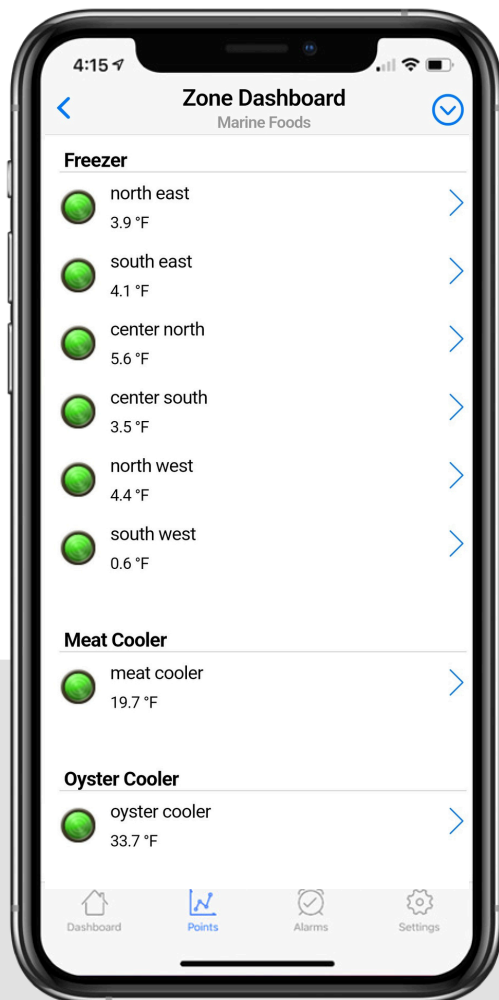 4:15
Zone Dashboard
Marine Foods
Freezer
north east
3.9 °F
south east
4.1 °F
center north
5.6 °F
center south
3.5 °F
north west
4.4 °F
south west
0.6 °F
Meat Cooler
meat cooler
19.7 °F
Oyster Cooler
oyster cooler
33.7 °F
Dashboard Points Alarms Settings